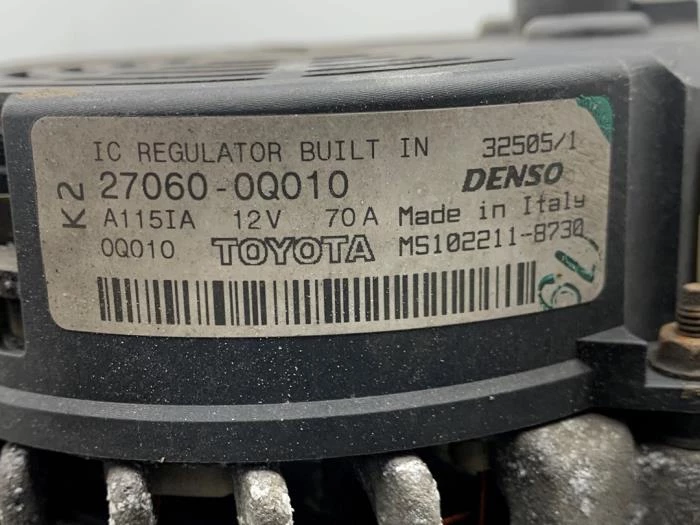 IC REGULATOR BUILT IN 32505/1
K2 27060-0Q010 DENSO
A115IA 12V 70A Made in Italy
0Q010 TOYOTA MS102211-8730